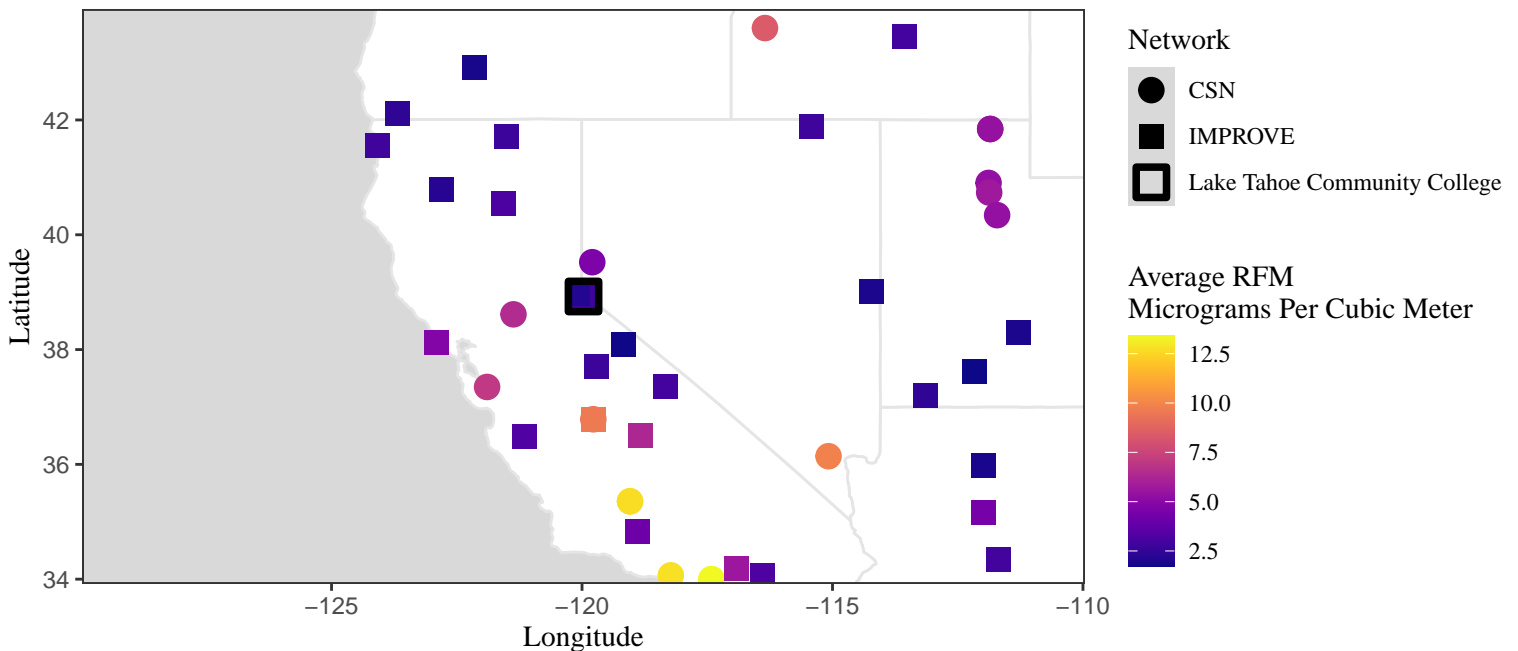 42
40
38
36
34
Latitude
−125
−120
−115
−110
Longitude
Network
CSN
IMPROVE
Lake Tahoe Community College
Average RFM
Micrograms Per Cubic Meter
12.5
10.0
7.5
5.0
2.5